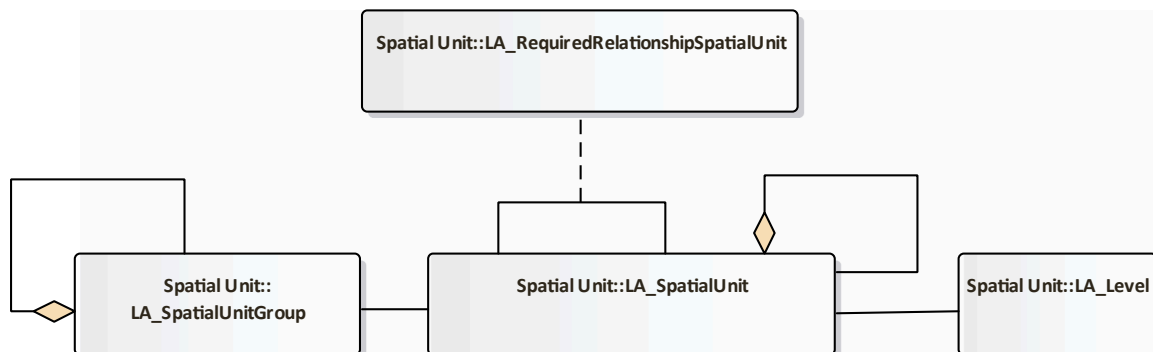 Spatial Unit::LA_RequiredRelationshipSpatialUnit
Spatial Unit::
LA_SpatialUnitGroup
Spatial Unit::LA_SpatialUnit
Spatial Unit::LA_Level